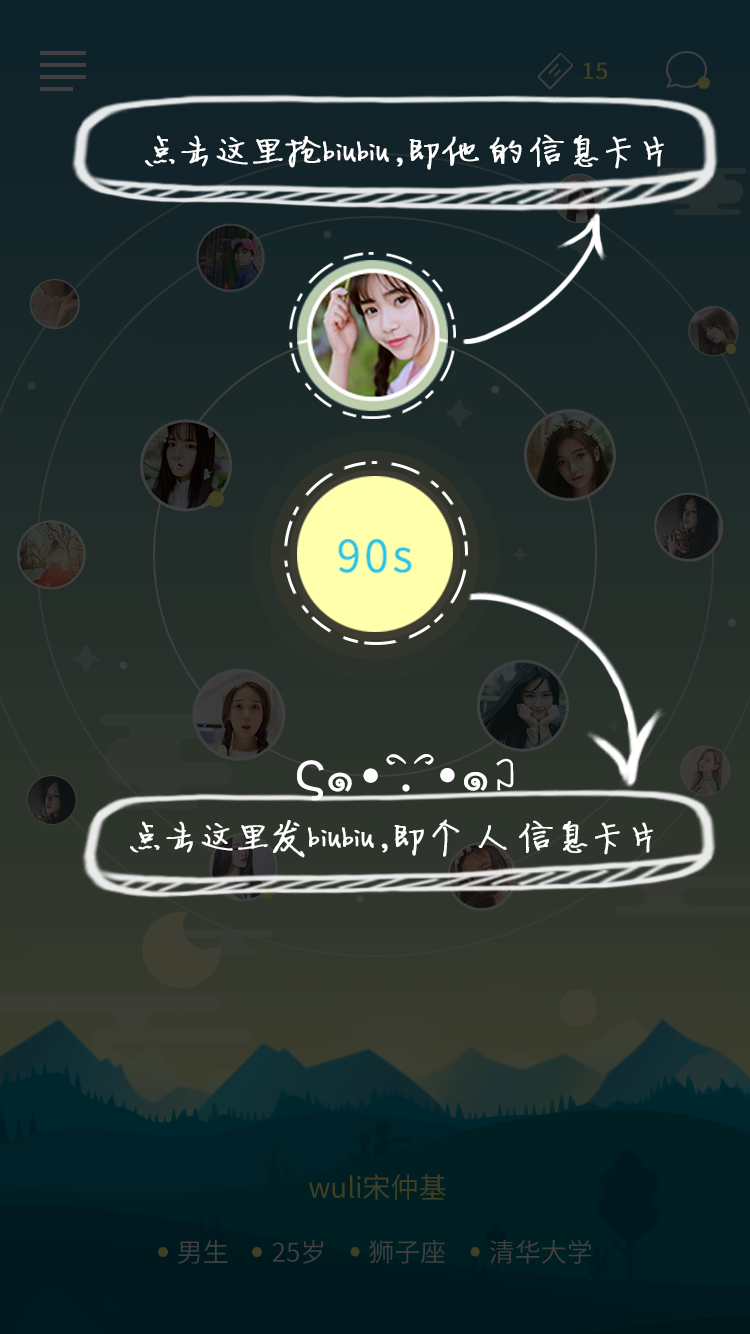 15
点击这里抢biubiu,即他的信息卡片
90s
点击这里发biubiu,即个人信息卡片
wuli宋仲基
男生 25岁 狮子座 清华大学